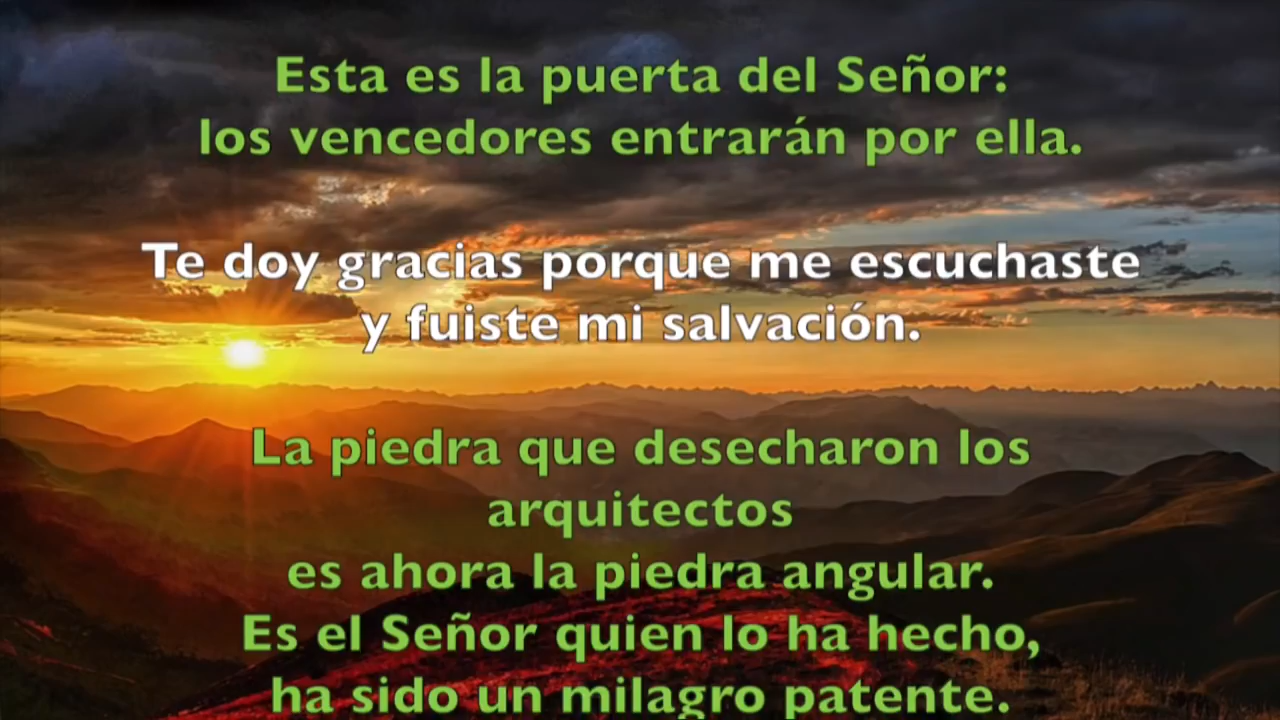 Esta es la puerta del Señor:
los vencedores entrarán por ella.
Te doy gracias porque me escuchaste
y fuiste mi salvación.
La piedra que desecharon los
arquitectos
es ahora la piedra angular.
Es el Señor quien lo ha hecho,
ha sido un milagro patente.